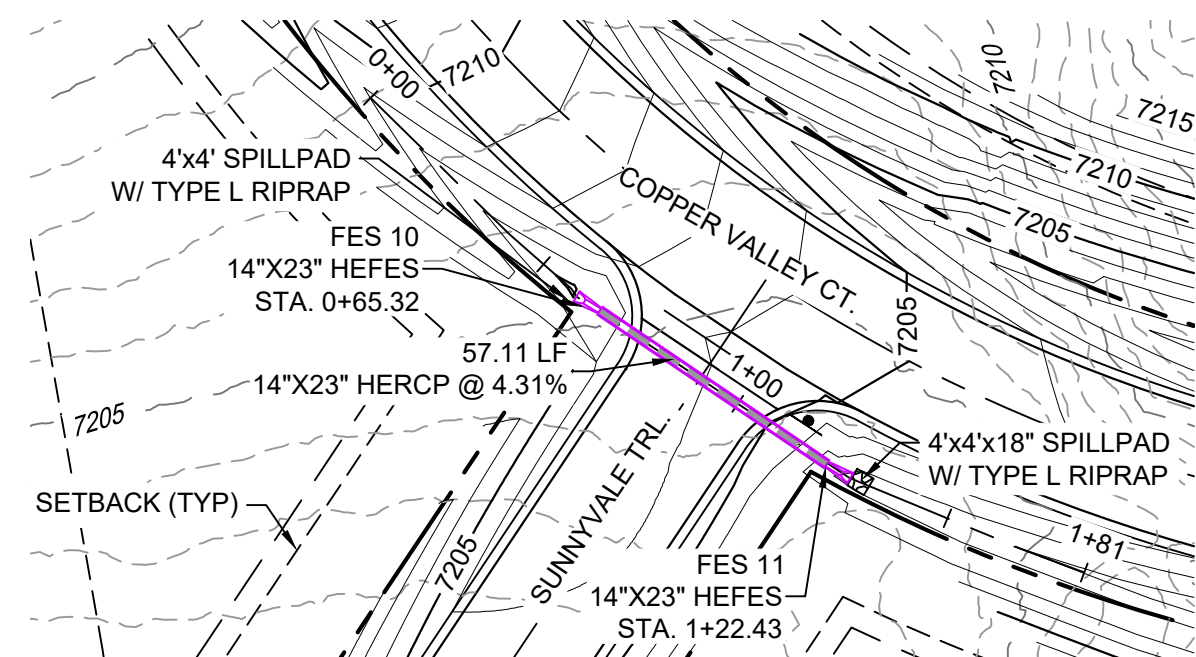 0+00
7210
7210
7215
4'x4' SPILLPAD
W/ TYPE L RIPRAP
7210
COPPER VALLEY CT.
7205
FES 10
14"X23" HEFES
STA. 0+65.32
7205
57.11 LF
14"X23" HERCP @ 4.31%
1+00
7205
4'x4'x18" SPILLPAD
W/ TYPE L RIPRAP
SETBACK (TYP)
SUNNYVALE TRL.
7205
1+81
FES 11
14"X23" HEFES
STA. 1+22.43